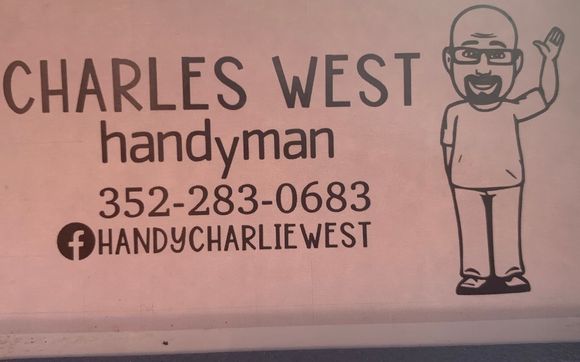 CHARLES WEST
handyman
352-283-0683
HANDYCHARLIEWEST